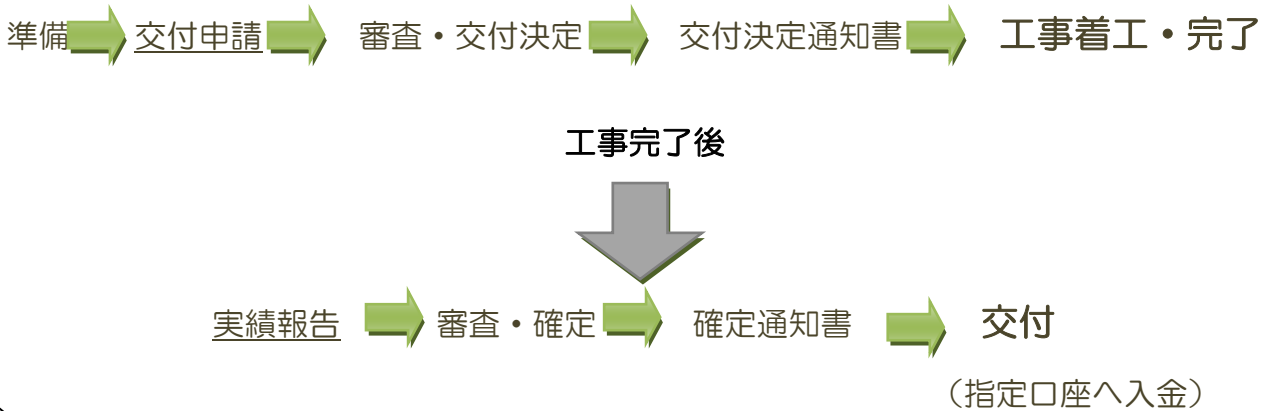 準備 交付申請 審査・交付決定 交付決定通知書 工事着工・完了
工事完了後
実績報告 審査・確定 確定通知書 交付
（指定口座へ入金）